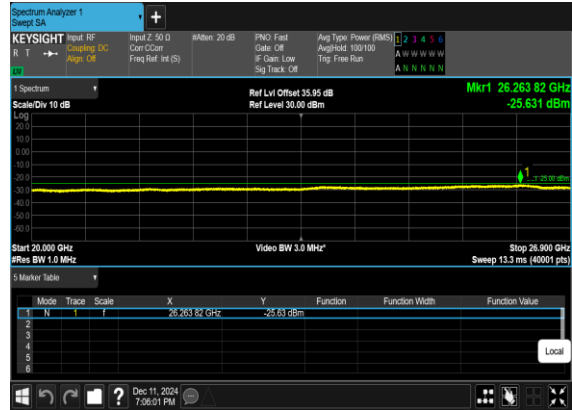 Spectrum Analyzer 1
Swept SA
+
KEYSIGHT Input: RF Input Z: 50 Ω #Atten: 20 dB PNO: Fast Avg Type: Power (RMS) 1 2 3 4 5 6
R T Coupling: DC Corr CCorr Gate: Off Avg|Hold: 100/100 A W W W W W
Align: Off Freq Ref: Int (S) IF Gain: Low Trig: Free Run
Sig Track: Off A N N N N N
1 Spectrum Ref Lvl Offset 35.95 dB Mkr1 26.263 82 GHz
Scale/Div 10 dB Ref Level 30.00 dBm -25.631 dBm
Log
20.0
10.0
0.00
-10.0
-20.0
-30.0
-40.0
-50.0
-60.0
1
-25.00 dBm
Start 20.000 GHz Video BW 3.0 MHz* Stop 26.900 GHz
#Res BW 1.0 MHz Sweep 13.3 ms (40001 pts)
5 Marker Table
Mode Trace Scale X Y Function Function Width Function Value
1 N 1 f 26.263 82 GHz -25.63 dBm
2
3
4
5
6
Local
? Dec 11, 2024
7:06:01 PM